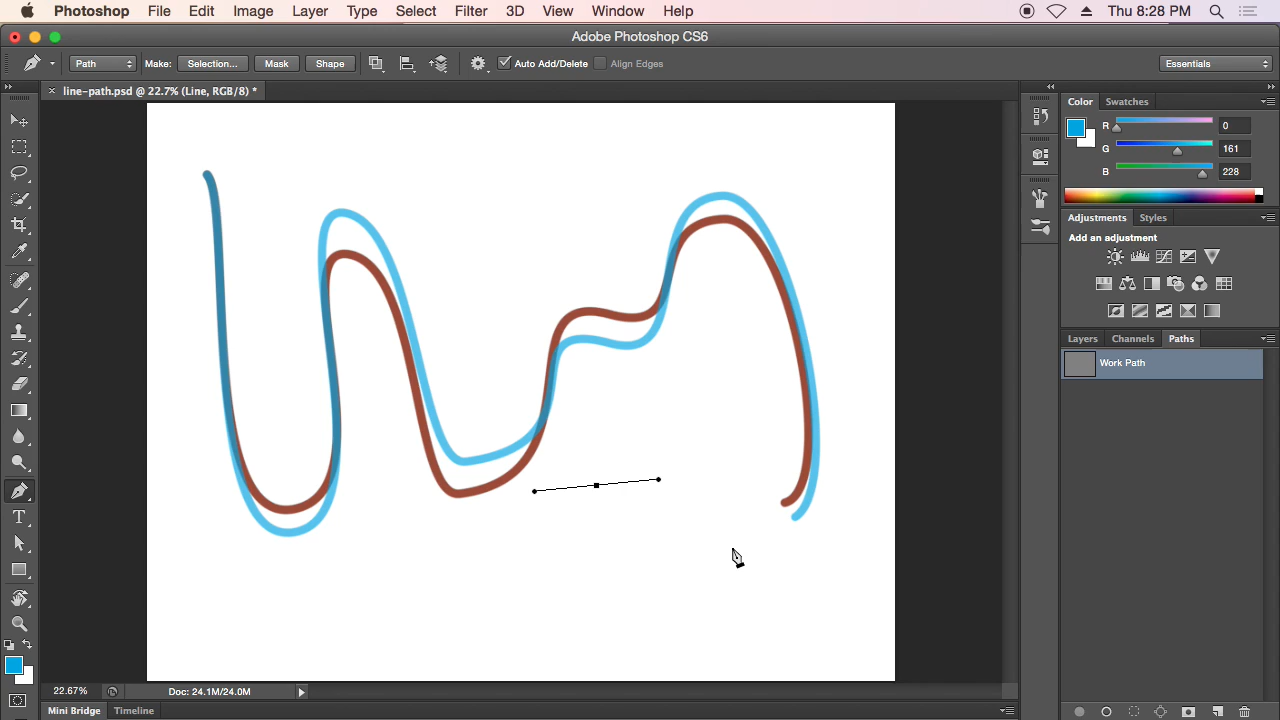 Photoshop File Edit Image Layer Type Select Filter 3D View Window Help Thu 8:28 PM
Adobe Photoshop CS6
Path Make: Selection... Mask Shape Auto Add/Delete Align Edges Essentials
line-path.psd @ 22.7% (Line, RGB/8) *
Color Swatches
R 0
G 161
B 228
Adjustments Styles
Add an adjustment
Layers Channels Paths
Work Path
T
22.67% Doc: 24.1M/24.0M
Mini Bridge Timeline